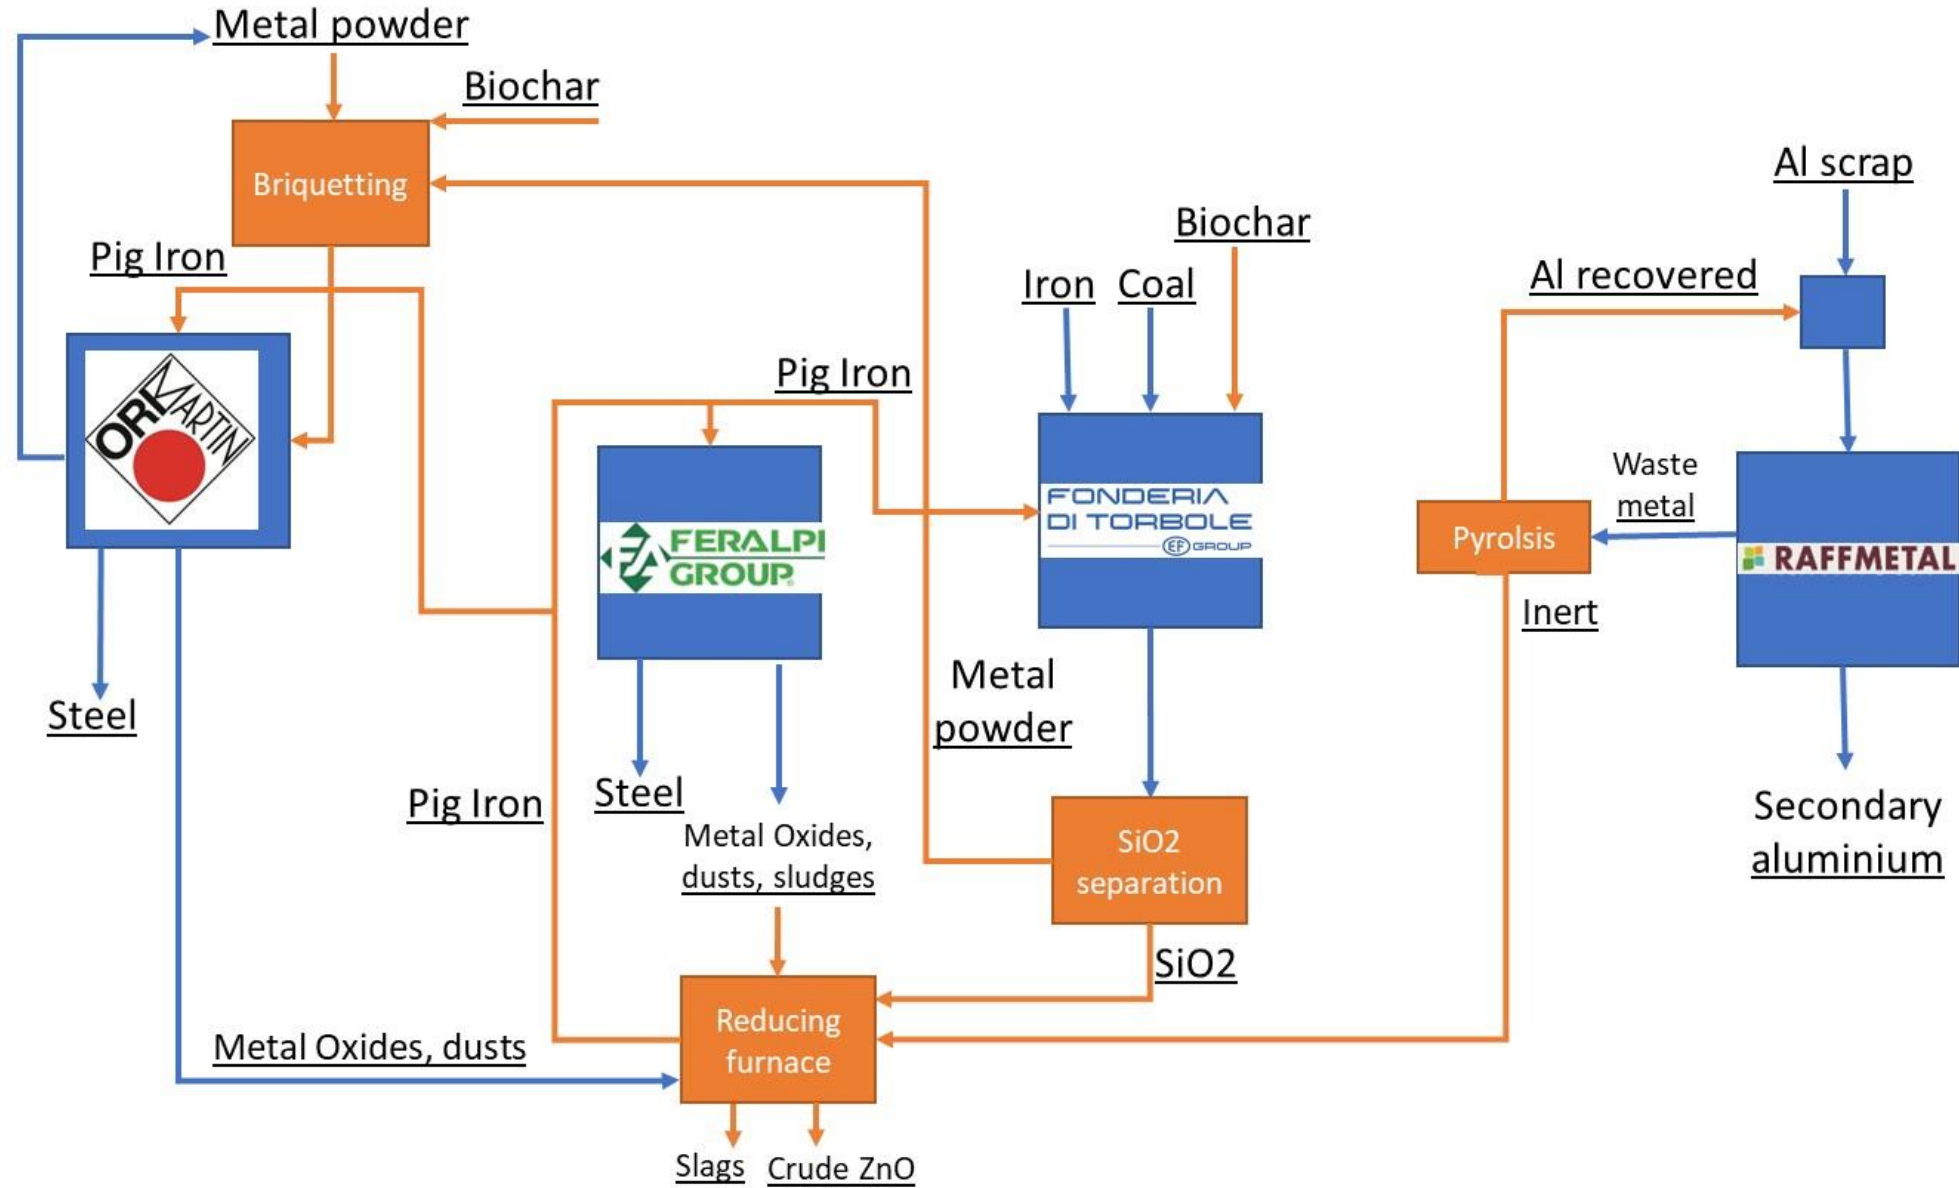 Metal powder
Biochar
Briquetting
Pig Iron
ORI MARTIN
Steel
Pig Iron
Pig Iron
FERALPI
GROUP
Steel
Metal Oxides,
dusts, sludges
Iron
Coal
Biochar
FONDERIA
DI TORBOLE
EF GROUP
Metal
powder
SiO2
separation
SiO2
Reducing
furnace
Metal Oxides, dusts
Slags
Crude ZnO
Al scrap
Al recovered
Waste
metal
Pyrolsis
Inert
RAFFMETAL
Secondary
aluminium